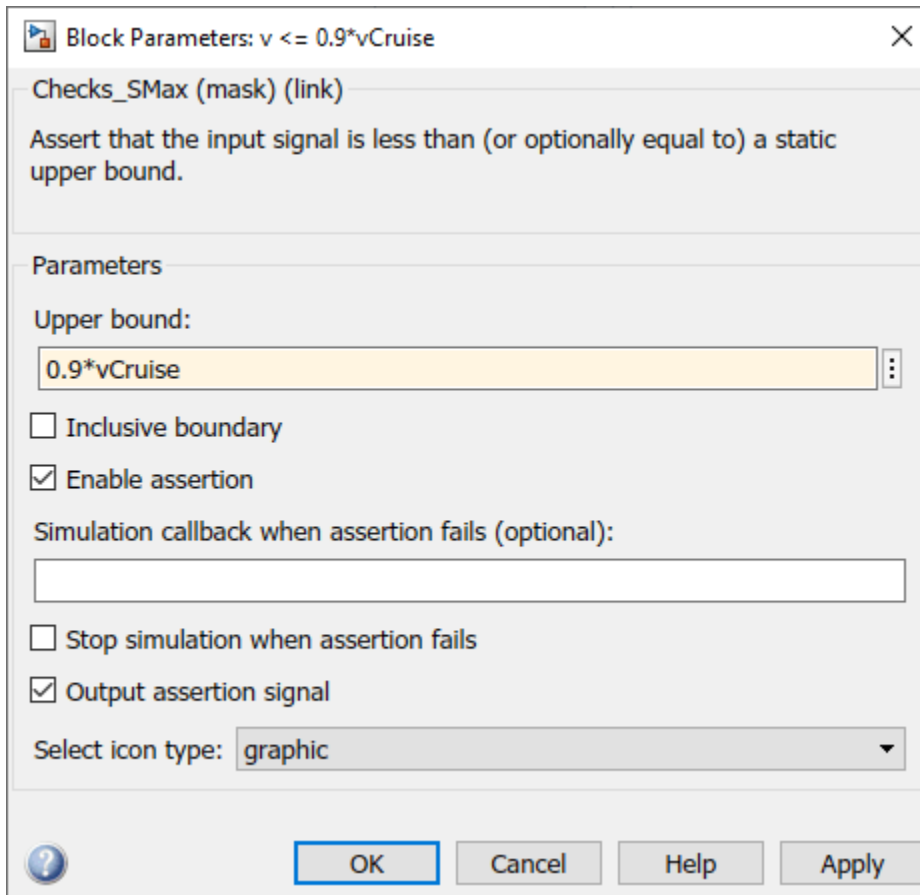 Block Parameters: v <= 0.9*vCruise
Checks_SMax (mask) (link)
Assert that the input signal is less than (or optionally equal to) a static
upper bound.
Parameters
Upper bound:
0.9*vCruise
Inclusive boundary
Enable assertion
Simulation callback when assertion fails (optional):
Stop simulation when assertion fails
Output assertion signal
Select icon type: graphic
? OK Cancel Help Apply